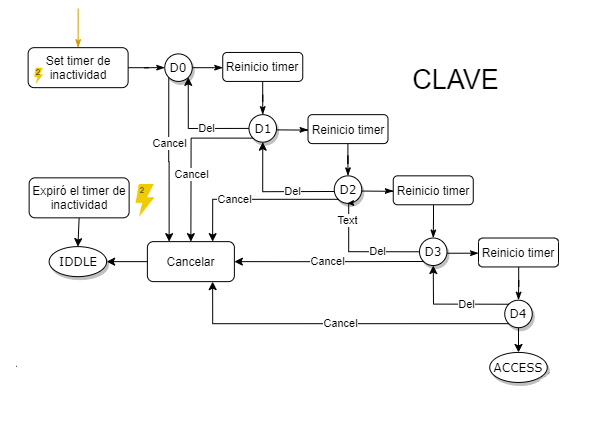 CLAVE
Set timer de
inactividad
2
D0
Reinicio timer
Del
D1
Reinicio timer
Cancel
Cancel
Del
D2
Reinicio timer
Expiró el timer de
inactividad
2
Cancel
Text
Del
D3
Reinicio timer
IDDLE
Cancelar
Cancel
Del
D4
Cancel
ACCESS